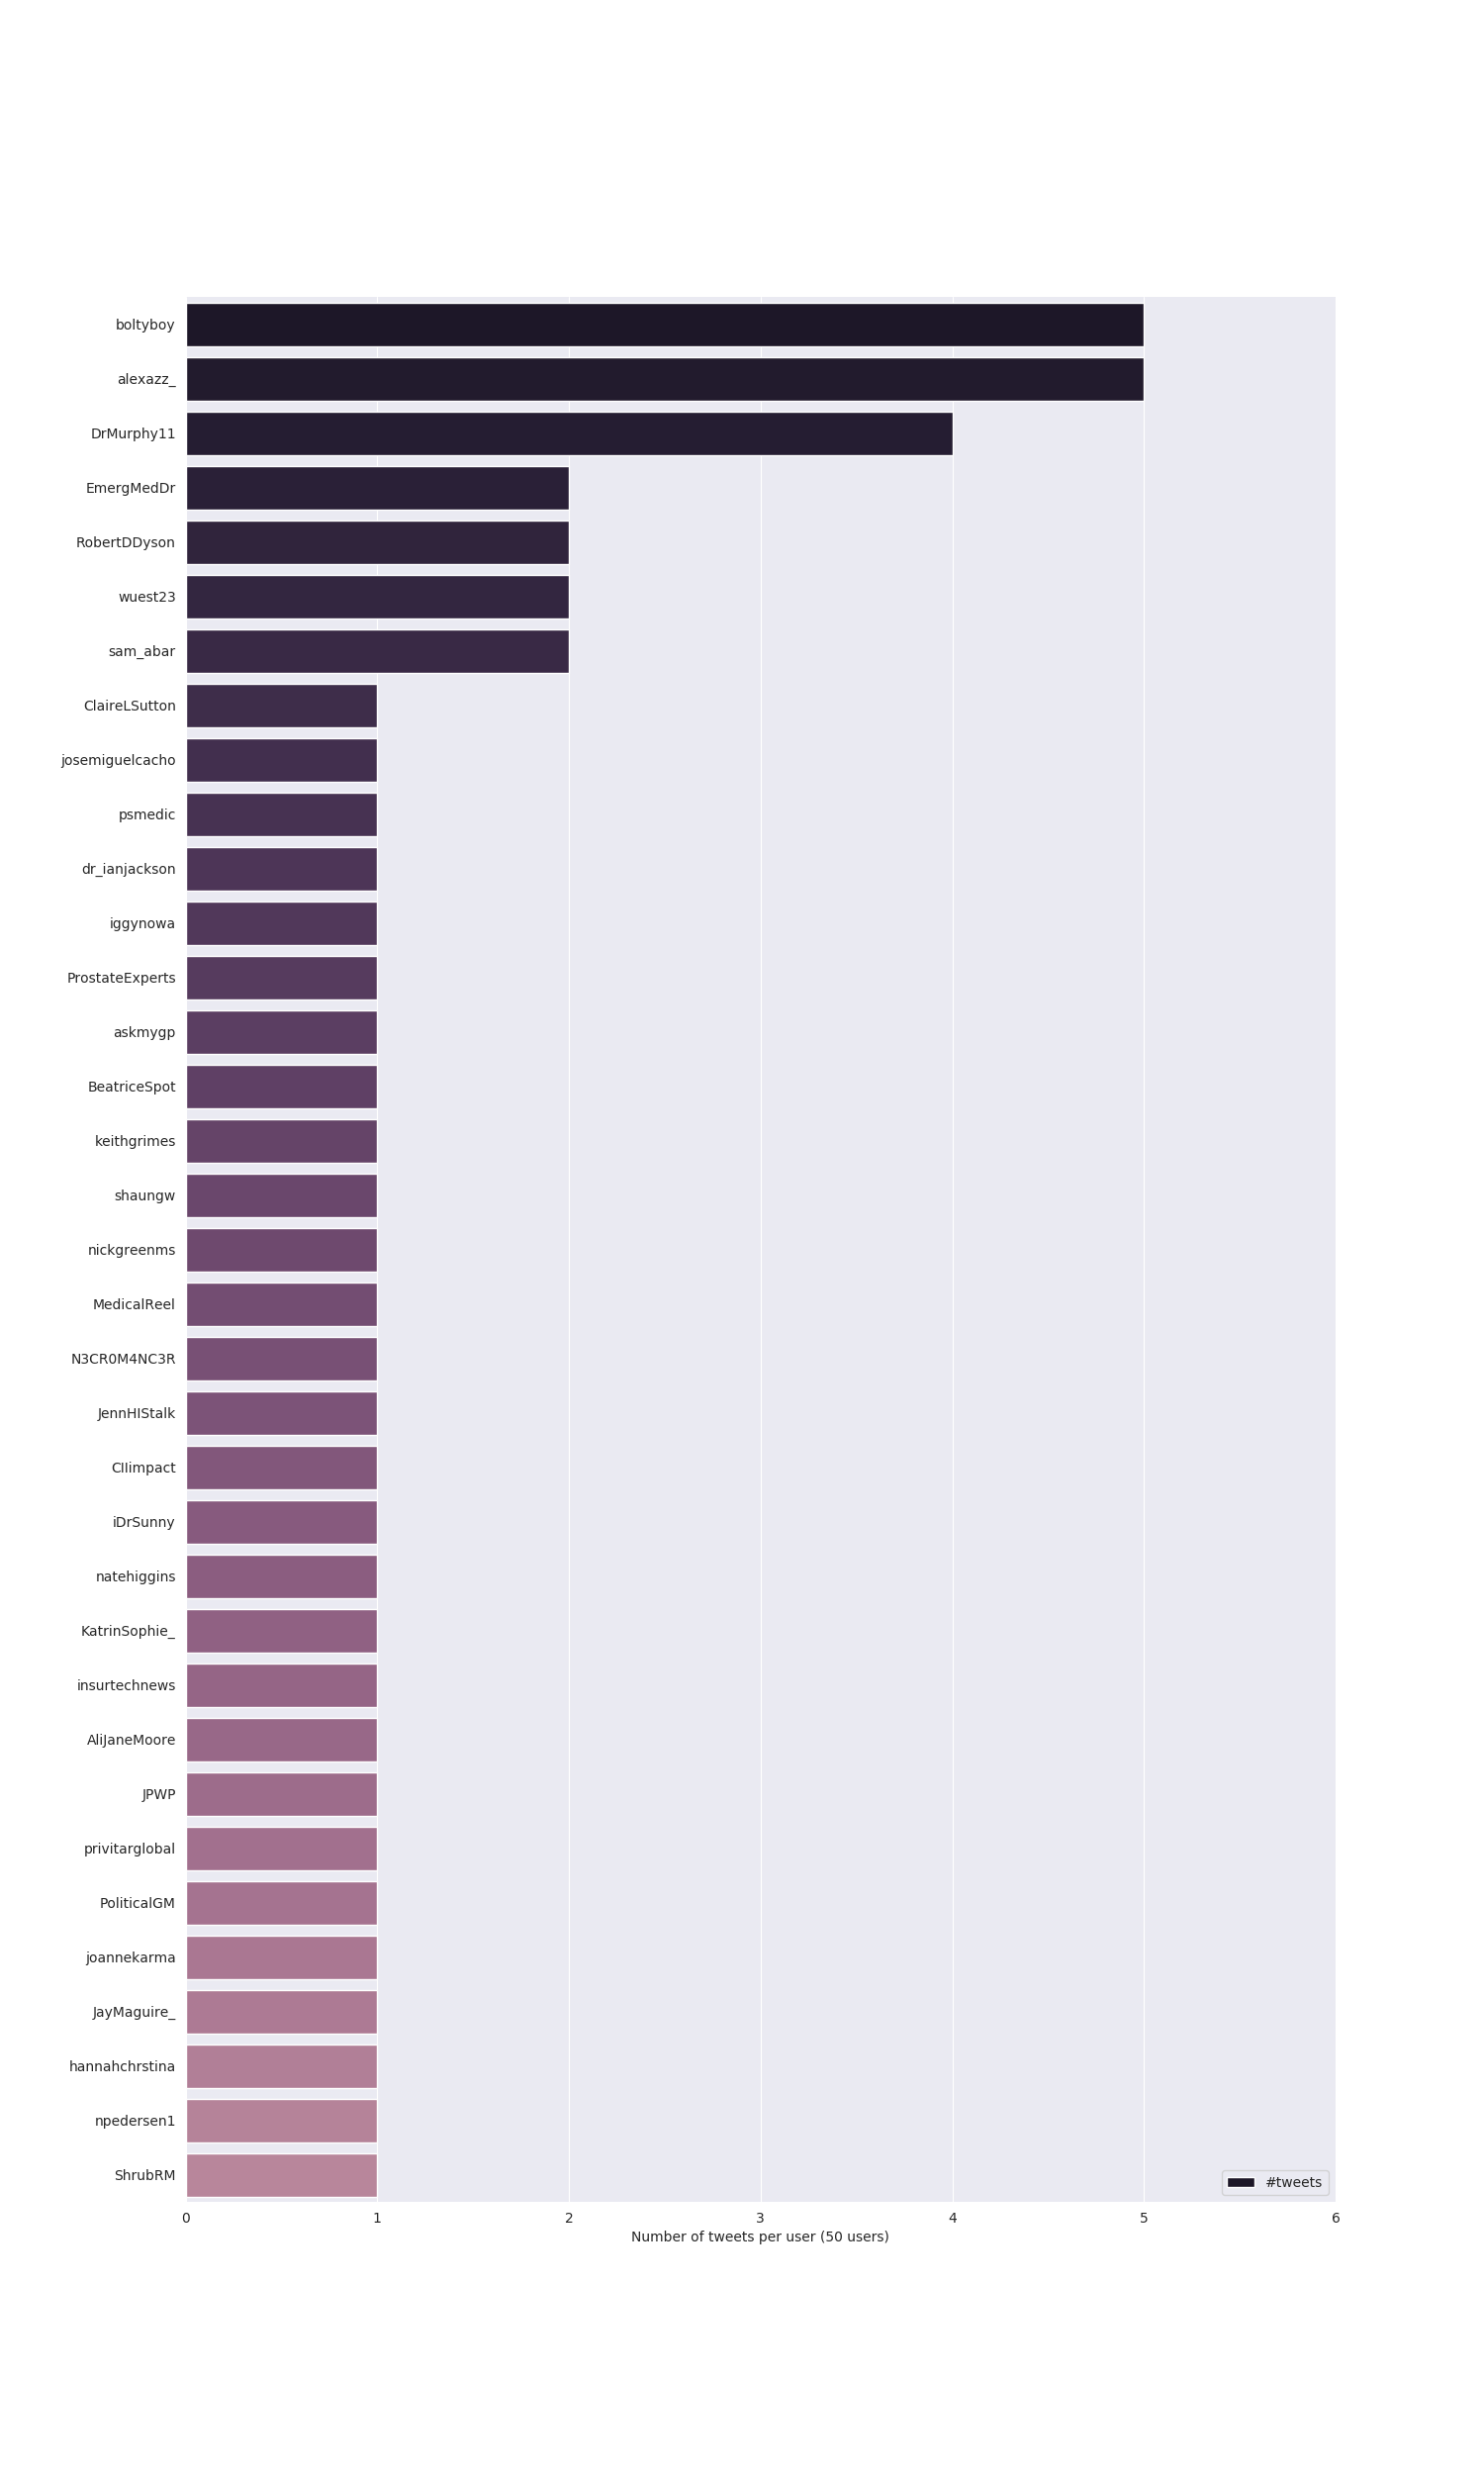 boltyboy
alexazz_
DrMurphy11
EmergMedDr
RobertDDyson
wuest23
sam_abar
ClaireLSutton
josemiguelcacho
psmedic
dr_ianjackson
iggynowa
ProstateExperts
askmygp
BeatriceSpot
keithgrimes
shaungw
nickgreenms
MedicalReel
N3CR0M4NC3R
JennHIStalk
CIIimpact
iDrSunny
natehiggins
KatrinSophie_
insurtechnews
AliJaneMoore
JPWP
privitarglobal
PoliticalGM
joannekarma
JayMaguire_
hannahchrstina
npedersen1
ShrubRM
#tweets
0 1 2 3 4 5 6
Number of tweets per user (50 users)